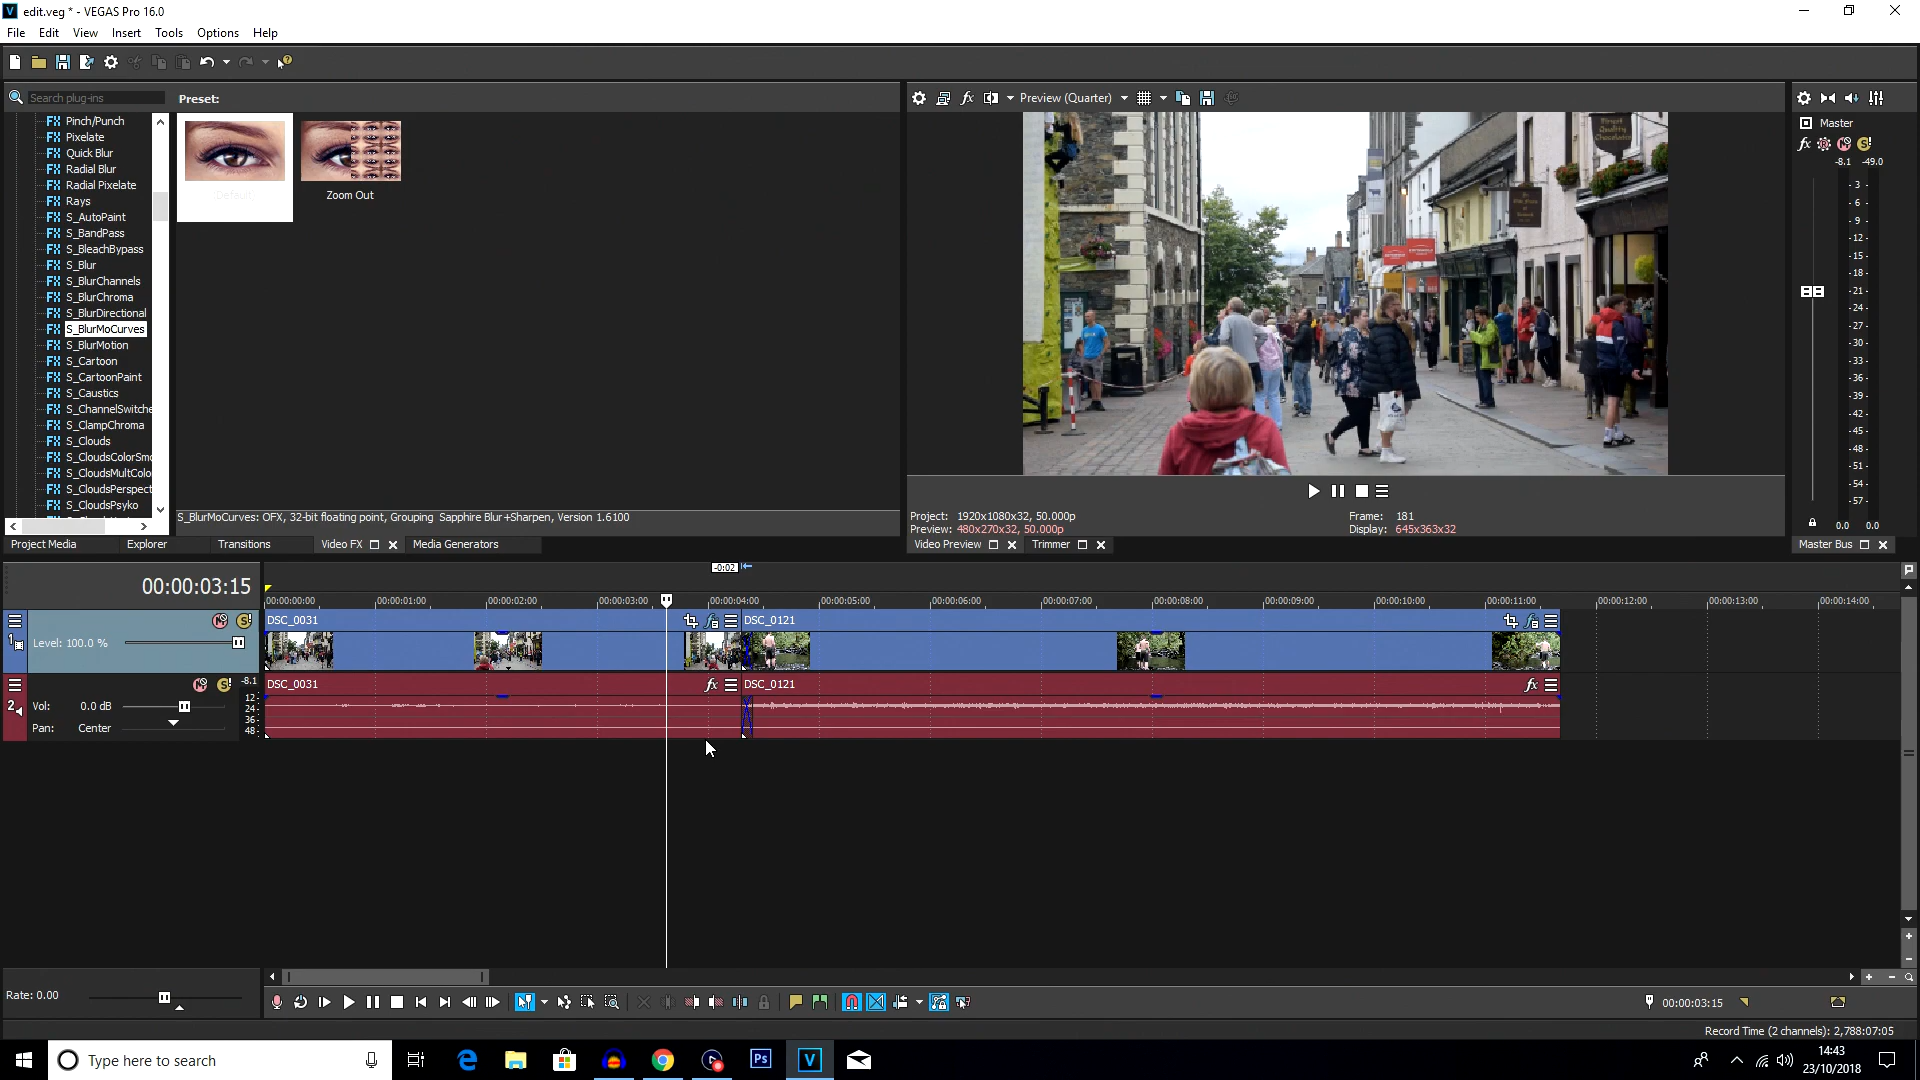 edit.veg * - VEGAS Pro 16.0
File Edit View Insert Tools Options Help
Search plug-ins
Preset:
Preview (Quarter)
Pinch/Punch
Pixelate
Quick Blur
Radial Blur
Radial Pixelate
Rays
S_AutoPaint
S_BandPass
S_BleachBypass
S_Blur
S_BlurChannels
S_BlurChroma
S_BlurDirectional
S_BlurMoCurves
S_BlurMotion
S_Cartoon
S_CartoonPaint
S_Caustics
S_ChannelSwitche
S_ClampChroma
S_Clouds
S_CloudsColorSmo
S_CloudsMultColo
S_CloudsPerspect
S_CloudsPsyko
Default
Zoom Out
S_BlurMoCurves: OFX, 32-bit floating point, Grouping Sapphire Blur+Sharpen, Version 1.6100
Project Media Explorer Transitions Video FX Media Generators
Finest Quality Chocolates
Project: 1920x1080x32, 50.000p
Preview: 480x270x32, 50.000p
Frame: 181
Display: 645x363x32
Video Preview Trimmer
Master
-8.1 -49.0
- 3 -
- 6 -
- 9 -
-12-
-15-
-18-
-21-
-24-
-27-
-30-
-33-
-36-
-39-
-42-
-45-
-48-
-51-
-54-
-57-
0.0 0.0
Master Bus
00:00:03:15
-0:02
00:00:00:00 00:00:01:00 00:00:02:00 00:00:03:00 00:00:04:00 00:00:05:00 00:00:06:00 00:00:07:00 00:00:08:00 00:00:09:00 00:00:10:00 00:00:11:00 00:00:12:00 00:00:13:00 00:00:14:00
1
Level: 100.0 %
DSC_0031 DSC_0121
2
Vol: 0.0 dB
Pan: Center
-8.1
12-
24-
36-
48-
DSC_0031 DSC_0121
Rate: 0.00
00:00:03:15
Record Time (2 channels): 2,788:07:05
Type here to search
14:43
23/10/2018